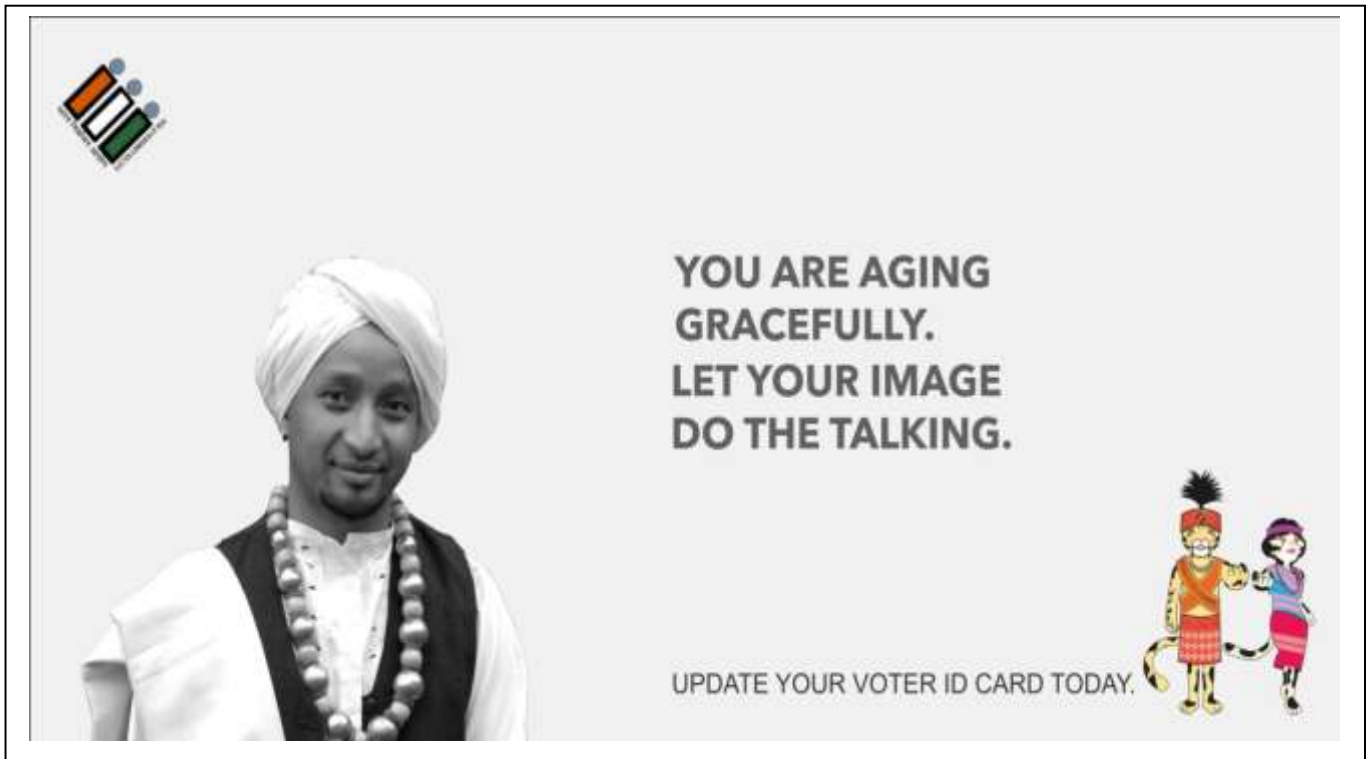 YOU ARE AGING
GRACEFULLY.
LET YOUR IMAGE
DO THE TALKING.
UPDATE YOUR VOTER ID CARD TODAY.